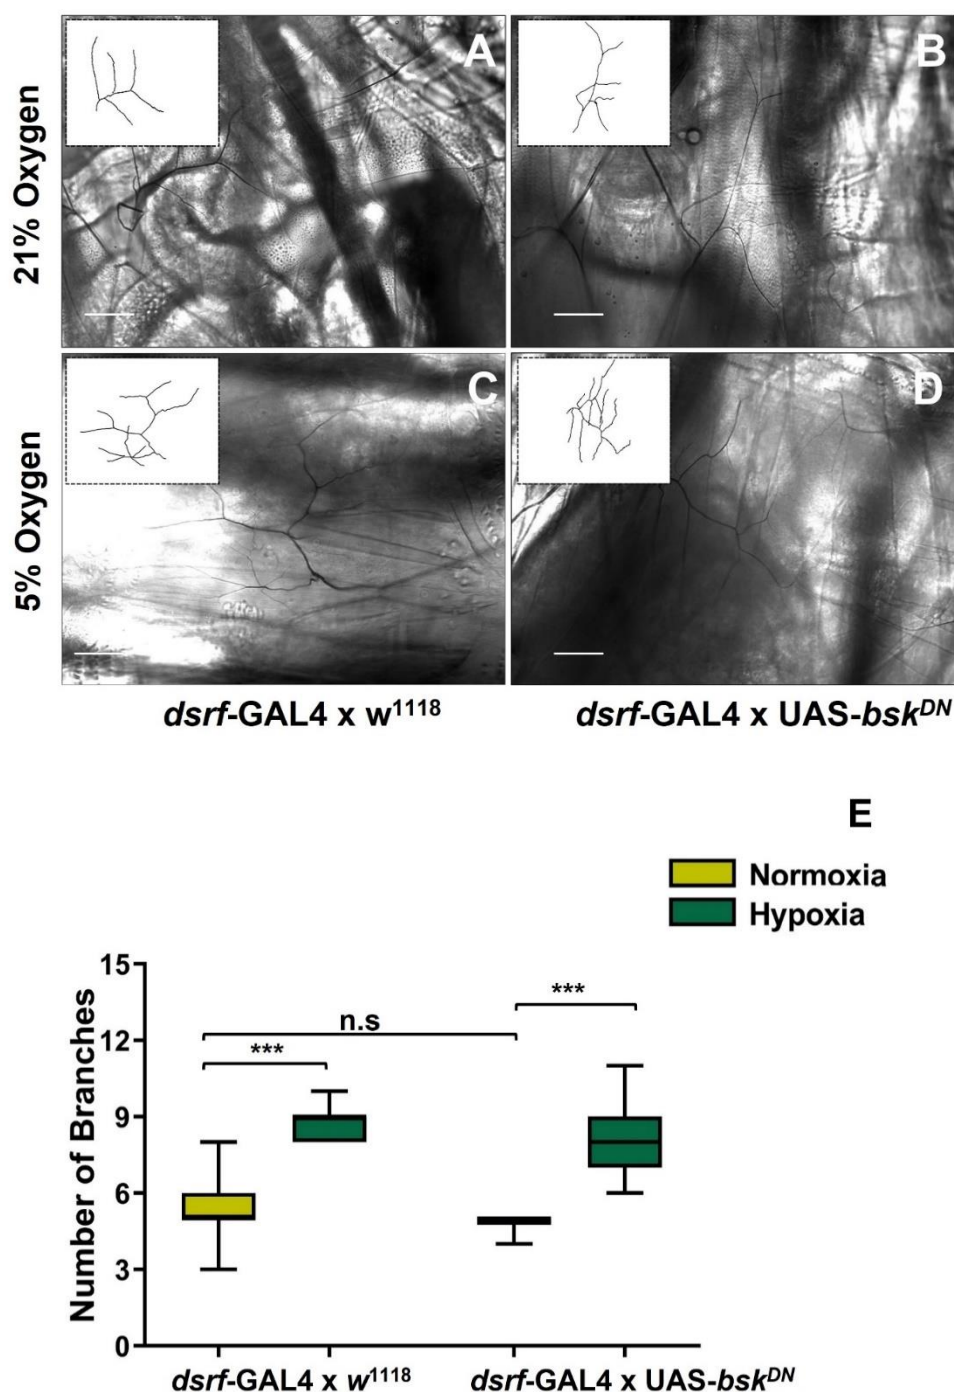 21% Oxygen
A
B
5% Oxygen
C
D
dsrf-GAL4 x w¹¹¹⁸
dsrf-GAL4 x UAS-bskᴰᴺ
E
Normoxia
Hypoxia
Number of Branches
15
12
9
6
3
0
n.s
***
***
dsrf-GAL4 x w¹¹¹⁸
dsrf-GAL4 x UAS-bskᴰᴺ